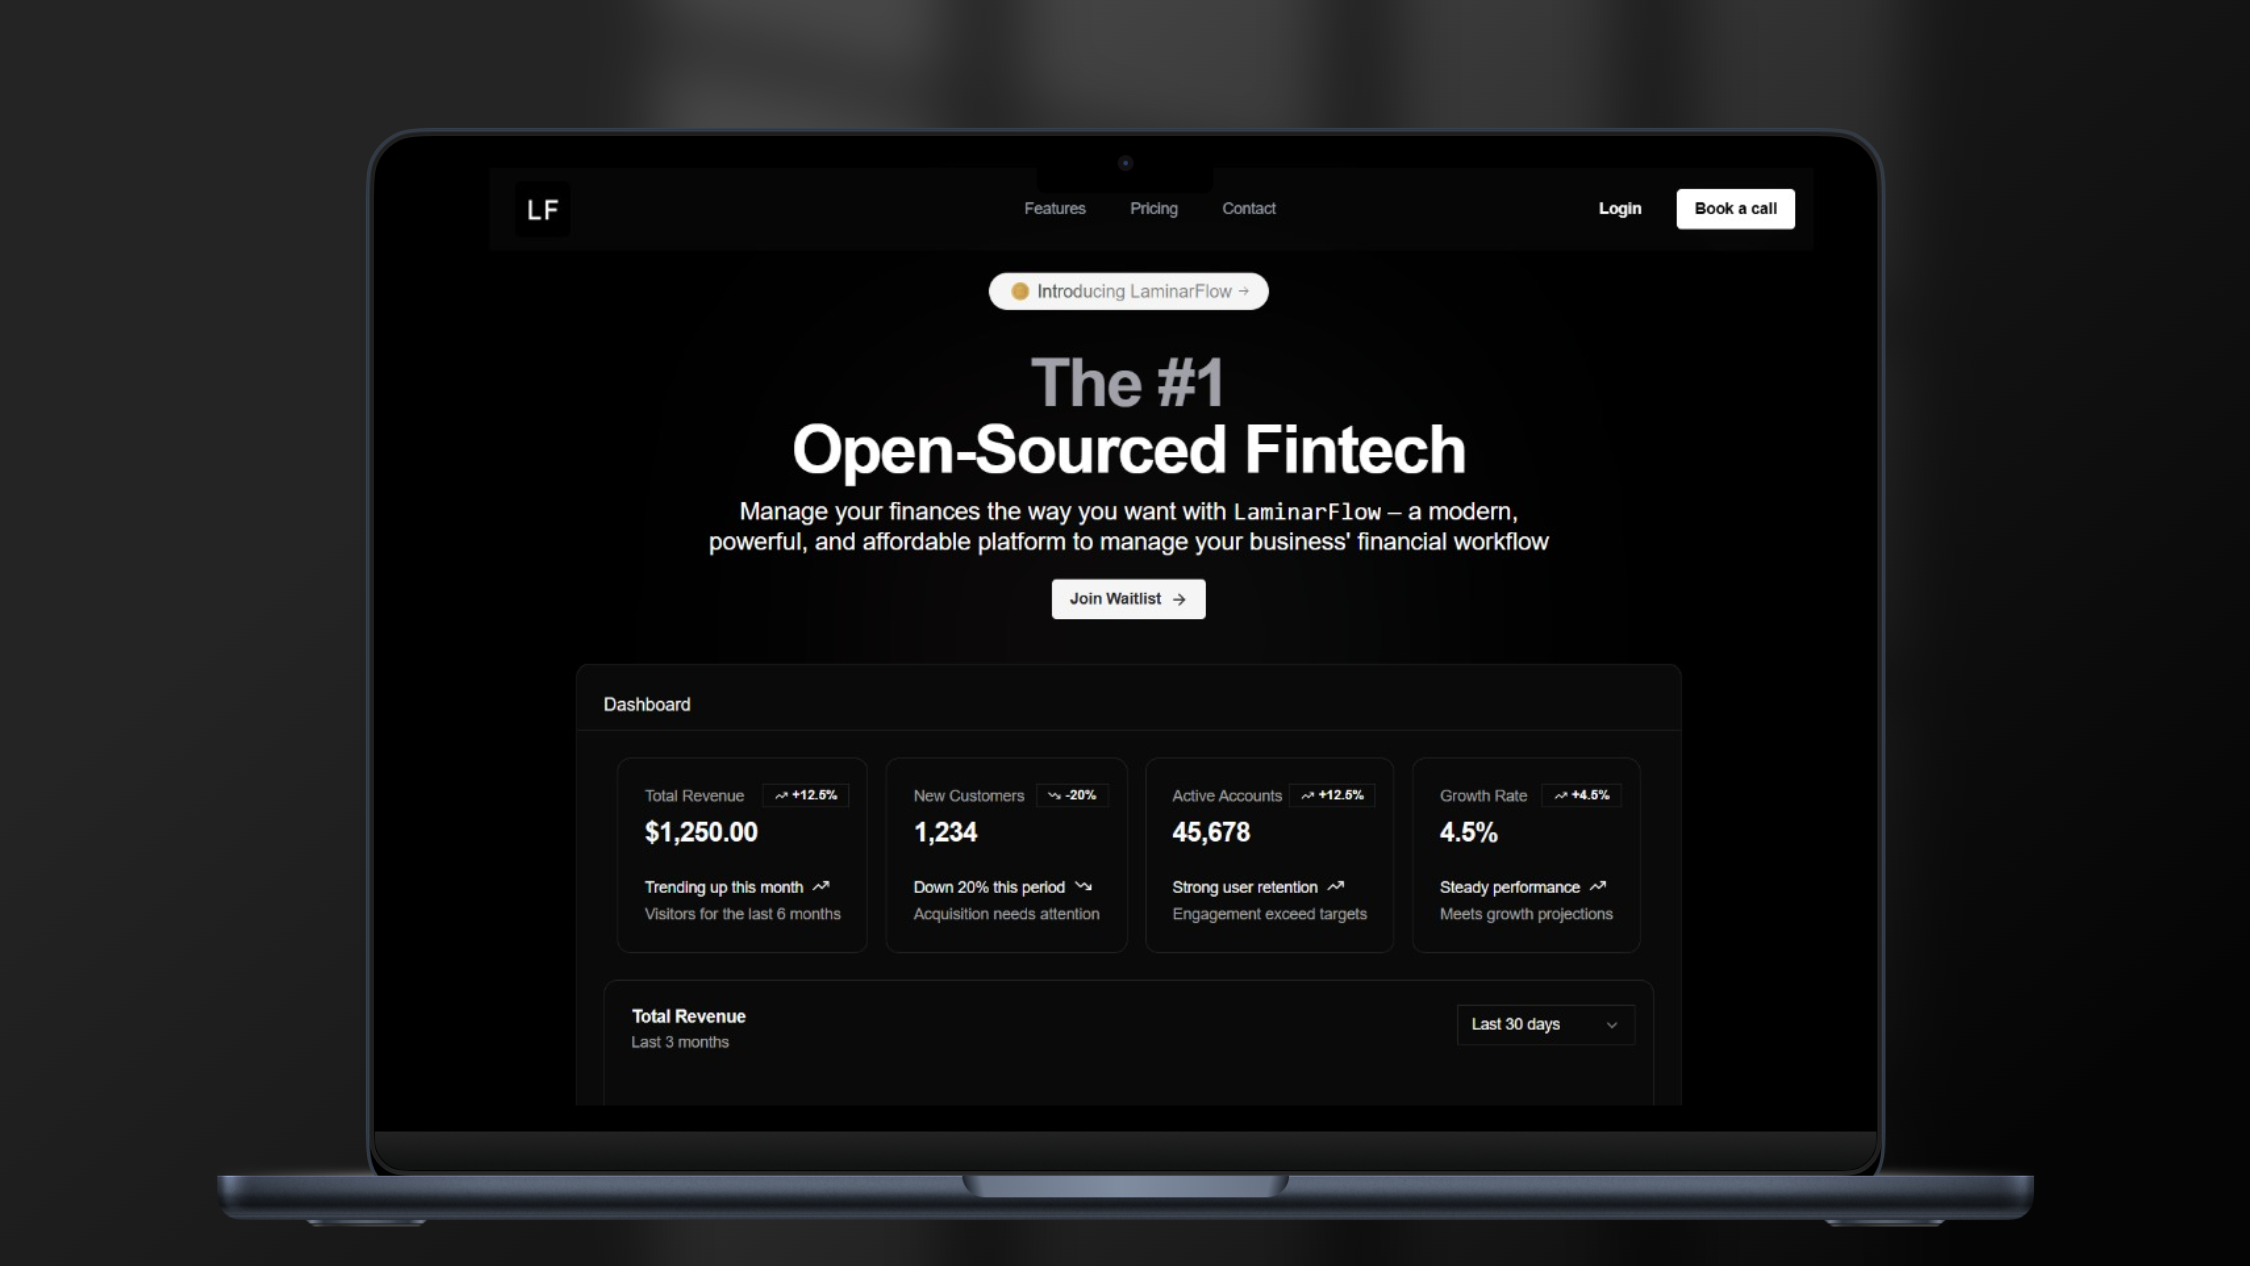 LF
Features
Pricing
Contact
Login
Book a call
Introducing LaminarFlow →
The #1
Open-Sourced Fintech
Manage your finances the way you want with LaminarFlow – a modern,
powerful, and affordable platform to manage your business' financial workflow
Join Waitlist →
Dashboard
Total Revenue
+12.5%
$1,250.00
Trending up this month
Visitors for the last 6 months
New Customers
-20%
1,234
Down 20% this period
Acquisition needs attention
Active Accounts
+12.5%
45,678
Strong user retention
Engagement exceed targets
Growth Rate
+4.5%
4.5%
Steady performance
Meets growth projections
Total Revenue
Last 3 months
Last 30 days